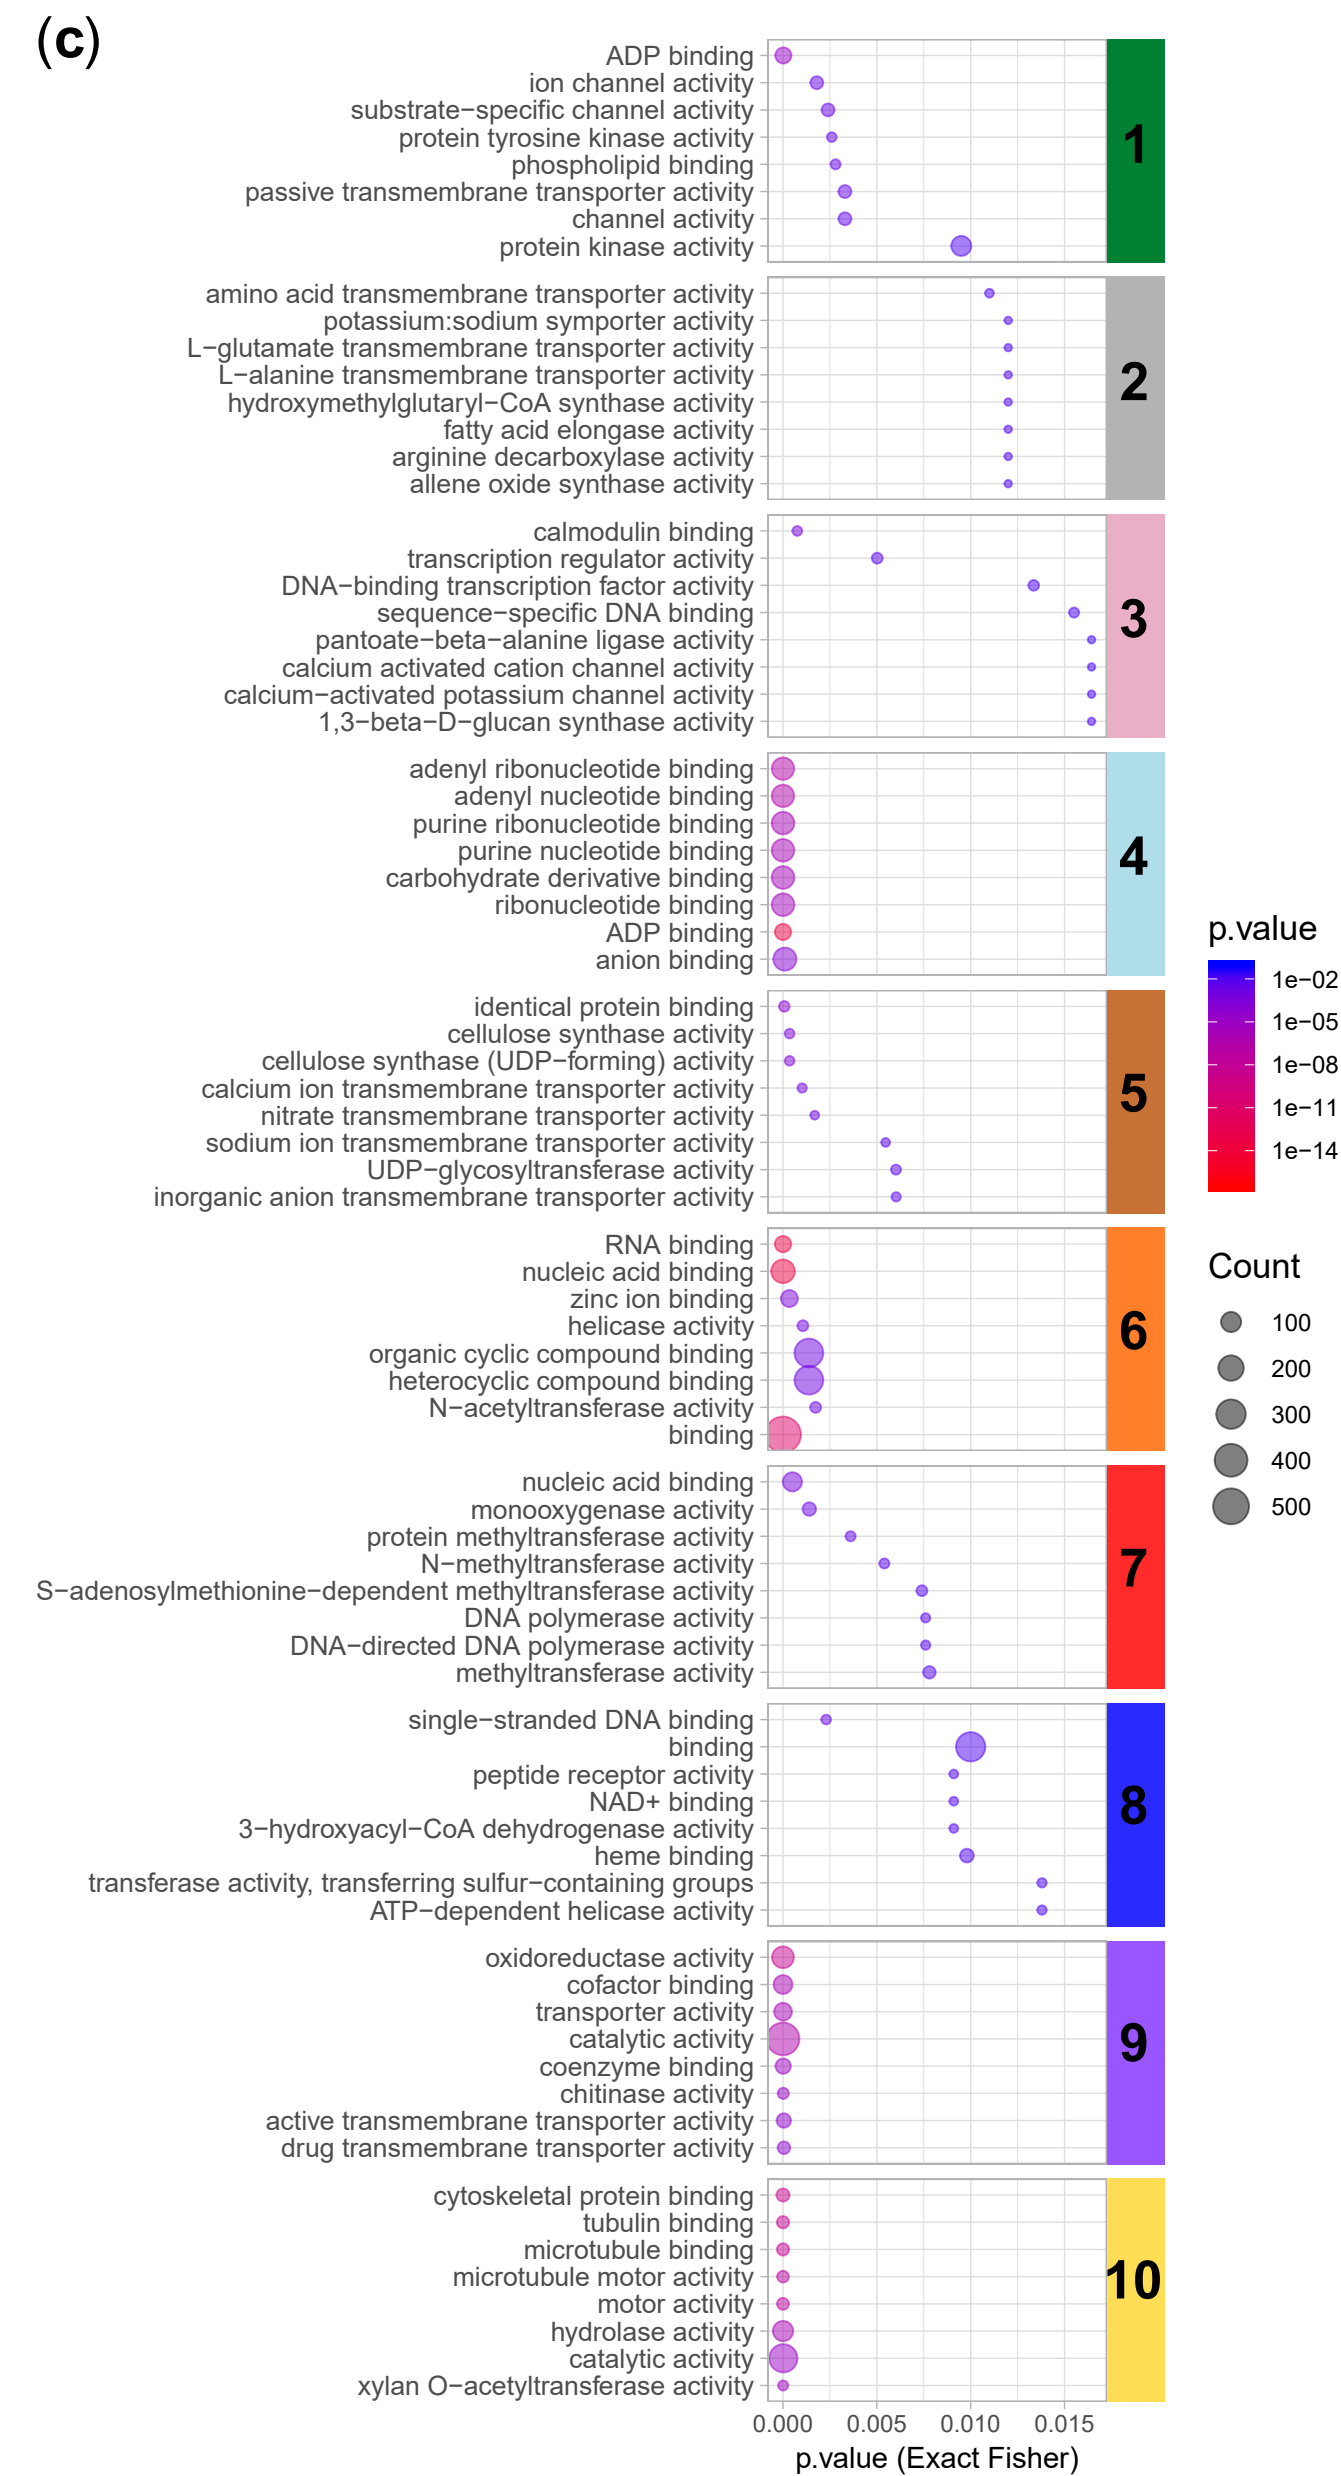 (c)
ADP binding
ion channel activity
substrate−specific channel activity
protein tyrosine kinase activity
phospholipid binding
passive transmembrane transporter activity
channel activity
protein kinase activity
1
amino acid transmembrane transporter activity
potassium:sodium symporter activity
L−glutamate transmembrane transporter activity
L−alanine transmembrane transporter activity
hydroxymethylglutaryl−CoA synthase activity
fatty acid elongase activity
arginine decarboxylase activity
allene oxide synthase activity
2
calmodulin binding
transcription regulator activity
DNA−binding transcription factor activity
sequence−specific DNA binding
pantoate−beta−alanine ligase activity
calcium activated cation channel activity
calcium−activated potassium channel activity
1,3−beta−D−glucan synthase activity
3
adenyl ribonucleotide binding
adenyl nucleotide binding
purine ribonucleotide binding
purine nucleotide binding
carbohydrate derivative binding
ribonucleotide binding
ADP binding
anion binding
4
identical protein binding
cellulose synthase activity
cellulose synthase (UDP−forming) activity
calcium ion transmembrane transporter activity
nitrate transmembrane transporter activity
sodium ion transmembrane transporter activity
UDP−glycosyltransferase activity
inorganic anion transmembrane transporter activity
5
RNA binding
nucleic acid binding
zinc ion binding
helicase activity
organic cyclic compound binding
heterocyclic compound binding
N−acetyltransferase activity
binding
6
nucleic acid binding
monooxygenase activity
protein methyltransferase activity
N−methyltransferase activity
S−adenosylmethionine−dependent methyltransferase activity
DNA polymerase activity
DNA−directed DNA polymerase activity
methyltransferase activity
7
single−stranded DNA binding
binding
peptide receptor activity
NAD+ binding
3−hydroxyacyl−CoA dehydrogenase activity
heme binding
transferase activity, transferring sulfur−containing groups
ATP−dependent helicase activity
8
oxidoreductase activity
cofactor binding
transporter activity
catalytic activity
coenzyme binding
chitinase activity
active transmembrane transporter activity
drug transmembrane transporter activity
9
cytoskeletal protein binding
tubulin binding
microtubule binding
microtubule motor activity
motor activity
hydrolase activity
catalytic activity
xylan O−acetyltransferase activity
10
0.000 0.005 0.010 0.015
p.value (Exact Fisher)
p.value
1e−02
1e−05
1e−08
1e−11
1e−14
Count
100
200
300
400
500